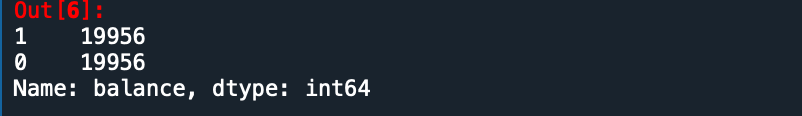 Out[6]:
1    19956
0    19956
Name: balance, dtype: int64